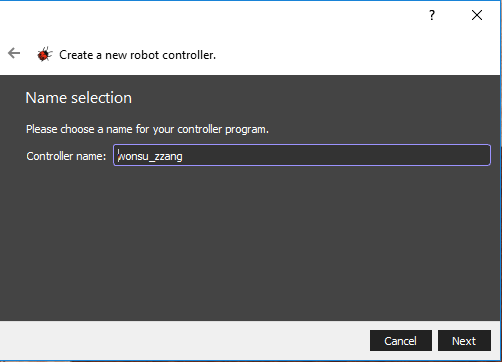 ?
Create a new robot controller.
Name selection
Please choose a name for your controller program.
Controller name: wonsu_zzang
Cancel Next